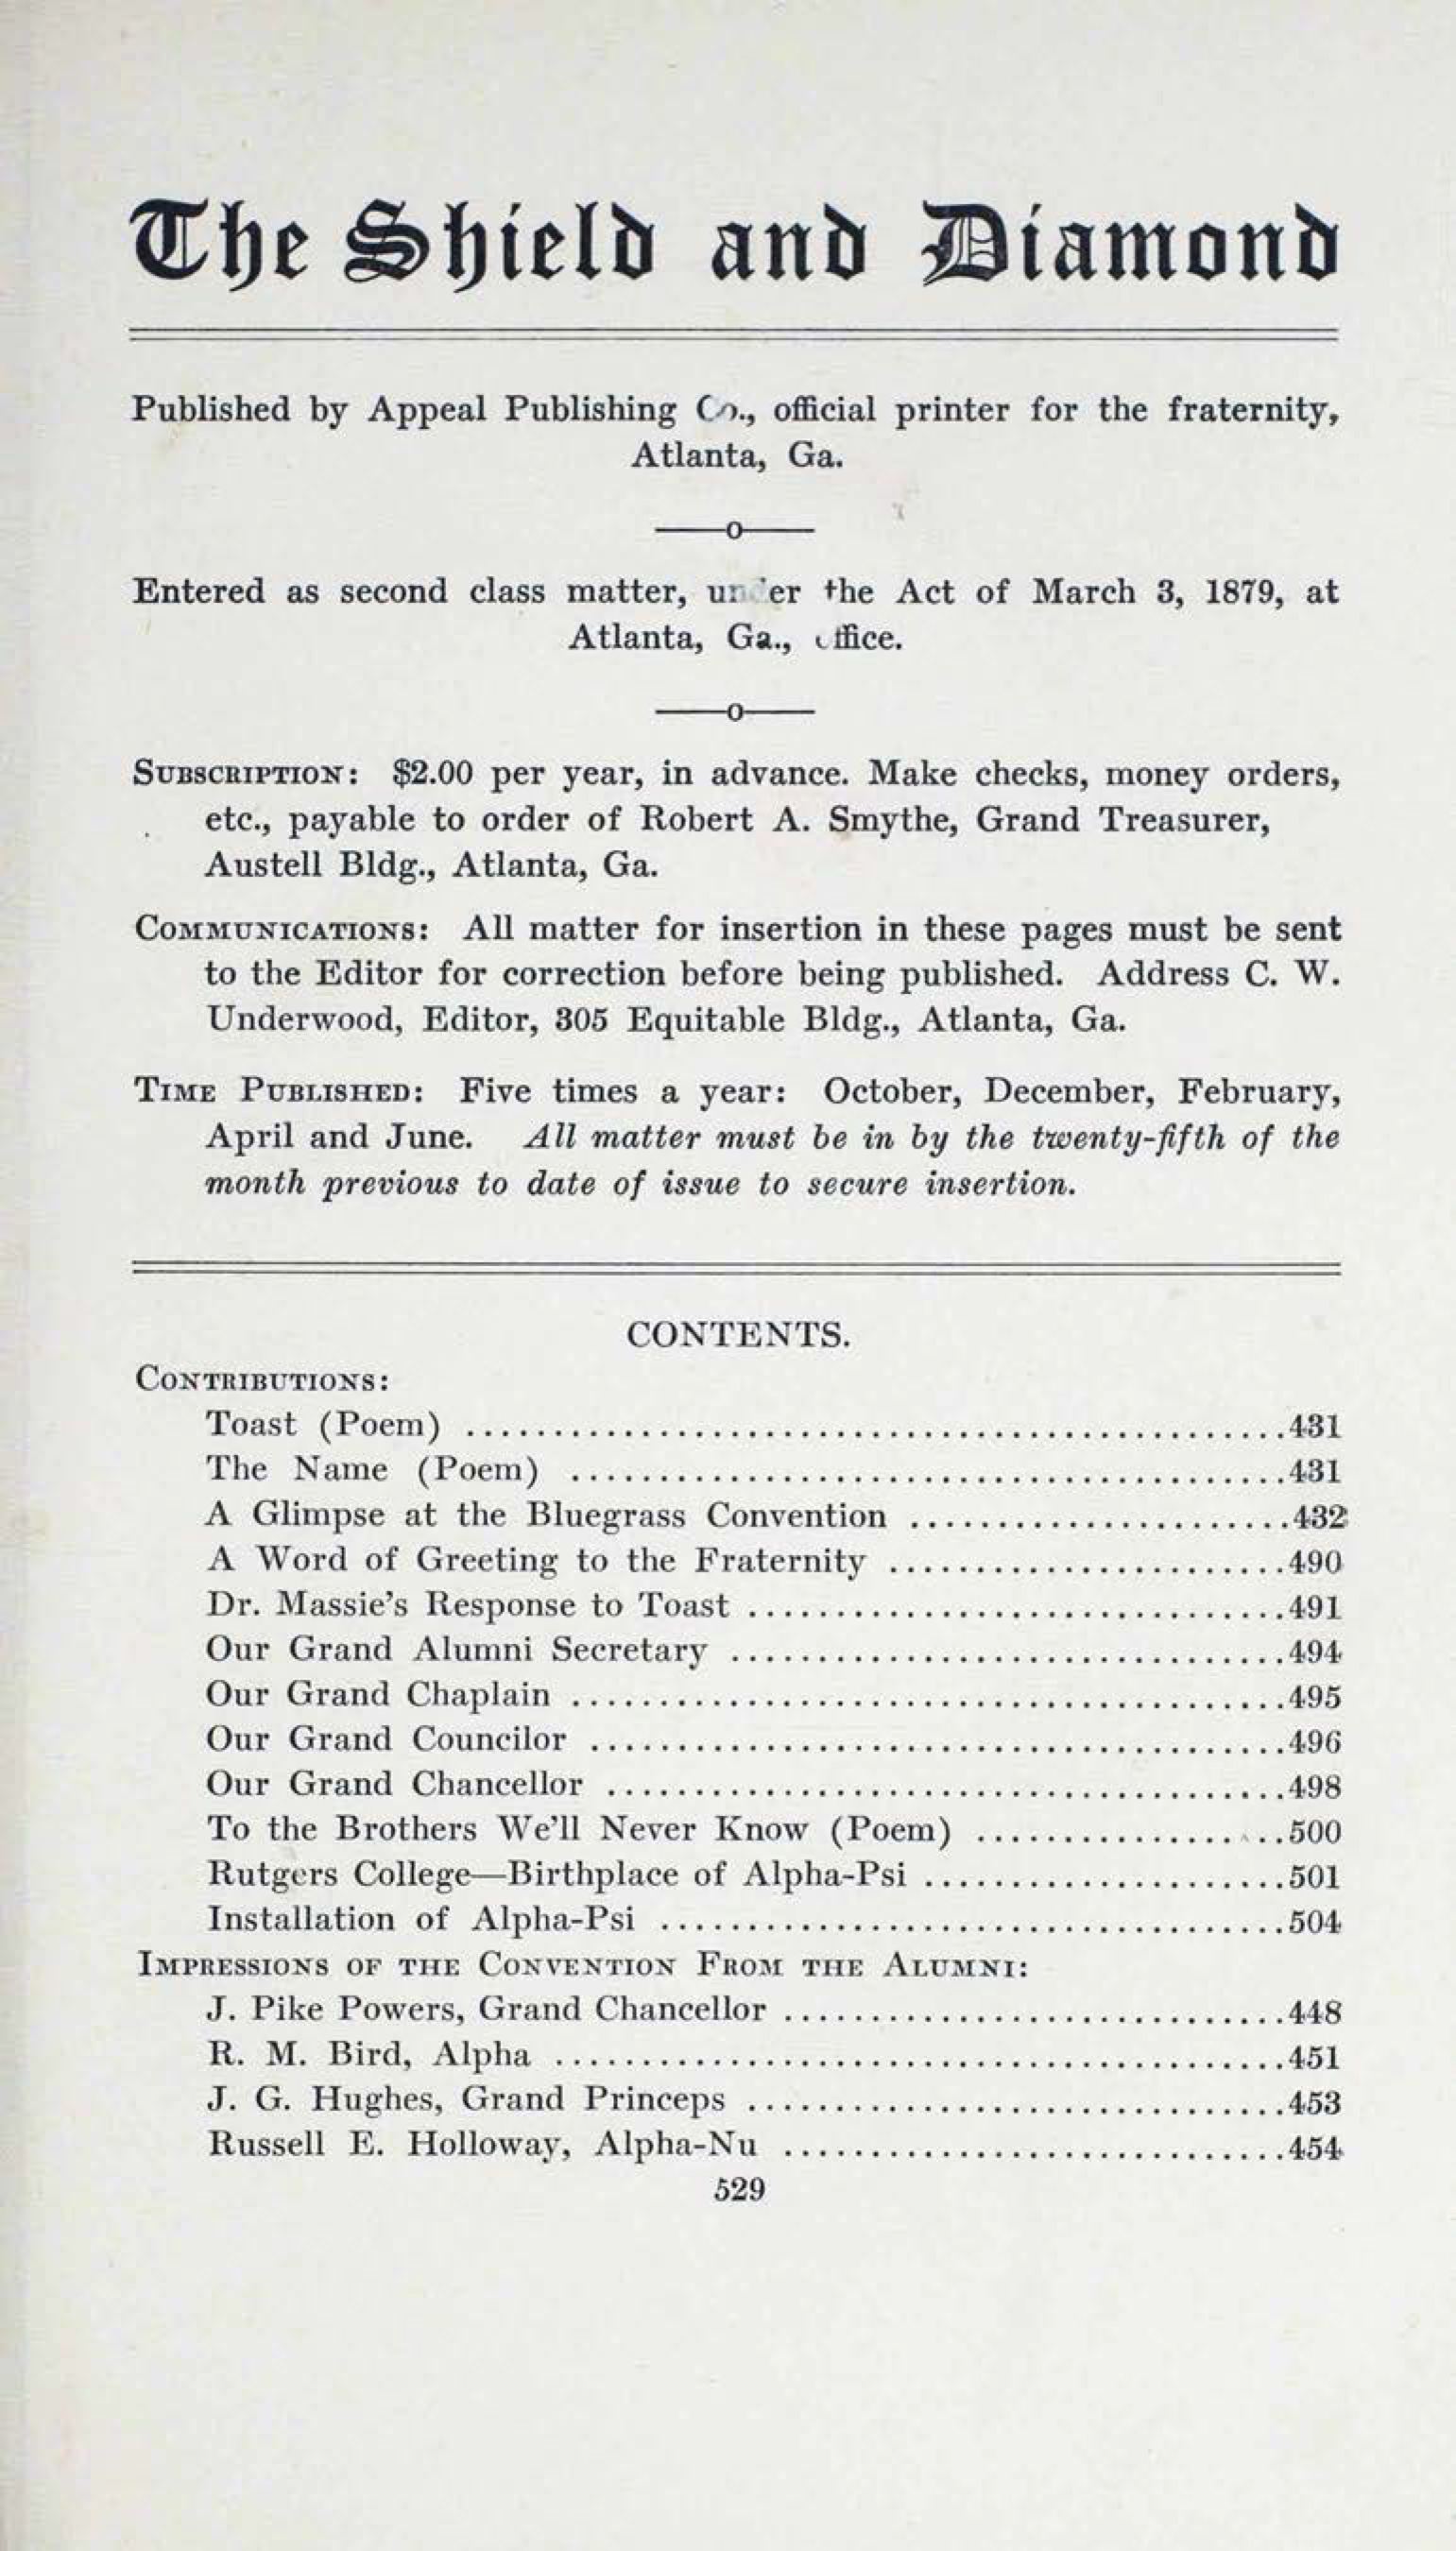 The Shield and Diamond
Published by Appeal Publishing Co., official printer for the fraternity,
Atlanta, Ga.
——o——
Entered as second class matter, under the Act of March 3, 1879, at
Atlanta, Ga., office.
——o——
SUBSCRIPTION: $2.00 per year, in advance. Make checks, money orders,
etc., payable to order of Robert A. Smythe, Grand Treasurer,
Austell Bldg., Atlanta, Ga.
COMMUNICATIONS: All matter for insertion in these pages must be sent
to the Editor for correction before being published. Address C. W.
Underwood, Editor, 305 Equitable Bldg., Atlanta, Ga.
TIME PUBLISHED: Five times a year: October, December, February,
April and June. All matter must be in by the twenty-fifth of the
month previous to date of issue to secure insertion.
CONTENTS.
CONTRIBUTIONS:
Toast (Poem) ..............................................431
The Name (Poem) ........................................431
A Glimpse at the Bluegrass Convention ......................432
A Word of Greeting to the Fraternity .......................490
Dr. Massie's Response to Toast ...............................491
Our Grand Alumni Secretary ................................494
Our Grand Chaplain .........................................495
Our Grand Councilor ........................................496
Our Grand Chancellor .......................................498
To the Brothers We'll Never Know (Poem) ..................500
Rutgers College—Birthplace of Alpha-Psi .....................501
Installation of Alpha-Psi ....................................504
IMPRESSIONS OF THE CONVENTION FROM THE ALUMNI:
J. Pike Powers, Grand Chancellor .............................448
R. M. Bird, Alpha ..........................................451
J. G. Hughes, Grand Princeps ...............................453
Russell E. Holloway, Alpha-Nu .............................454
529